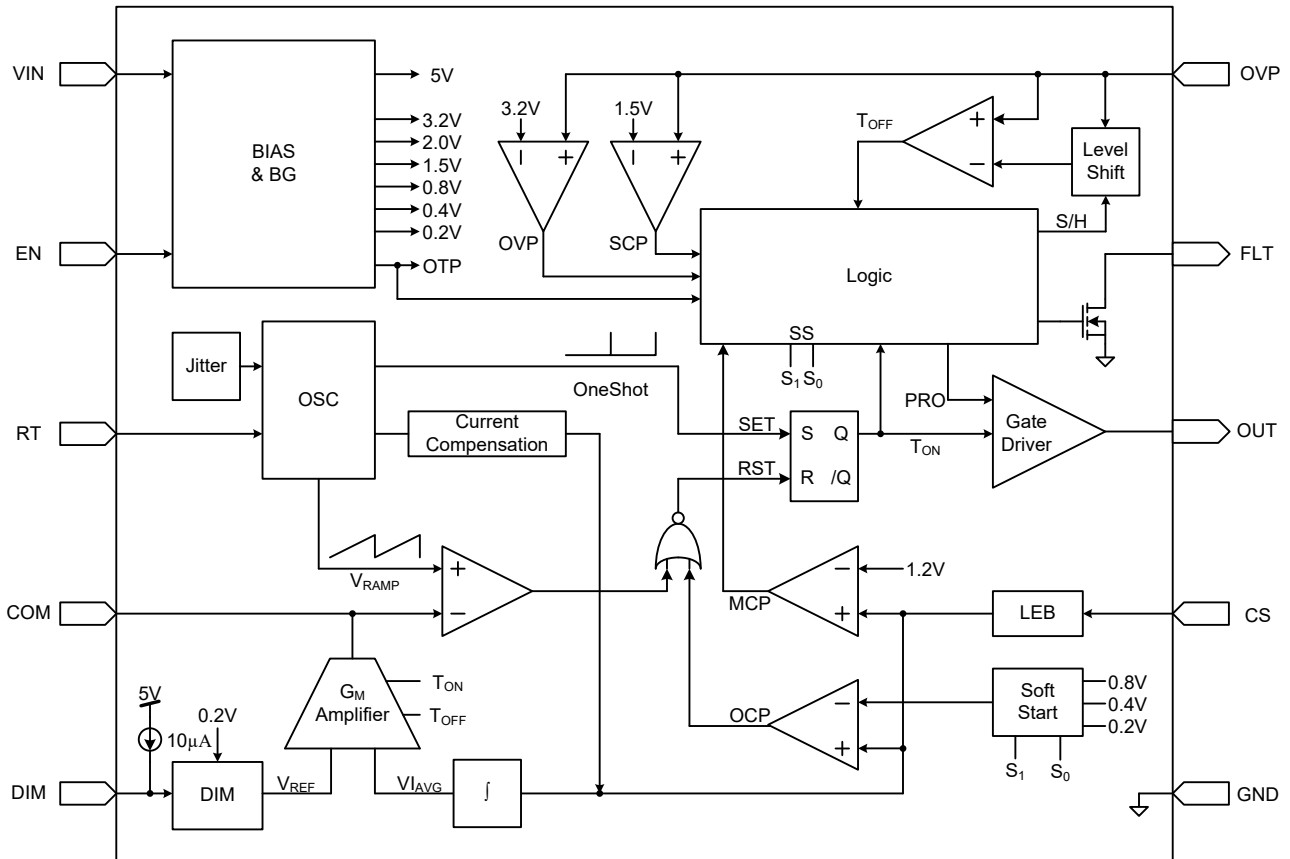 VIN
EN
RT
COM
DIM
OVP
FLT
OUT
CS
GND
BIAS
& BG
5V
3.2V
2.0V
1.5V
0.8V
0.4V
0.2V
OTP
3.2V
1.5V
− +
− +
OVP
SCP
TOFF
+
−
Level
Shift
S/H
Logic
SS
S1 S0
Jitter
OSC
OneShot
Current
Compensation
SET
RST
S Q
R /Q
PRO
TON
Gate
Driver
VRAMP
+
−
MCP
−
+
1.2V
LEB
OCP
−
+
Soft
Start
0.8V
0.4V
0.2V
S1 S0
GM
Amplifier
TON
TOFF
5V
10µA
0.2V
DIM
VREF
VIAVG
∫